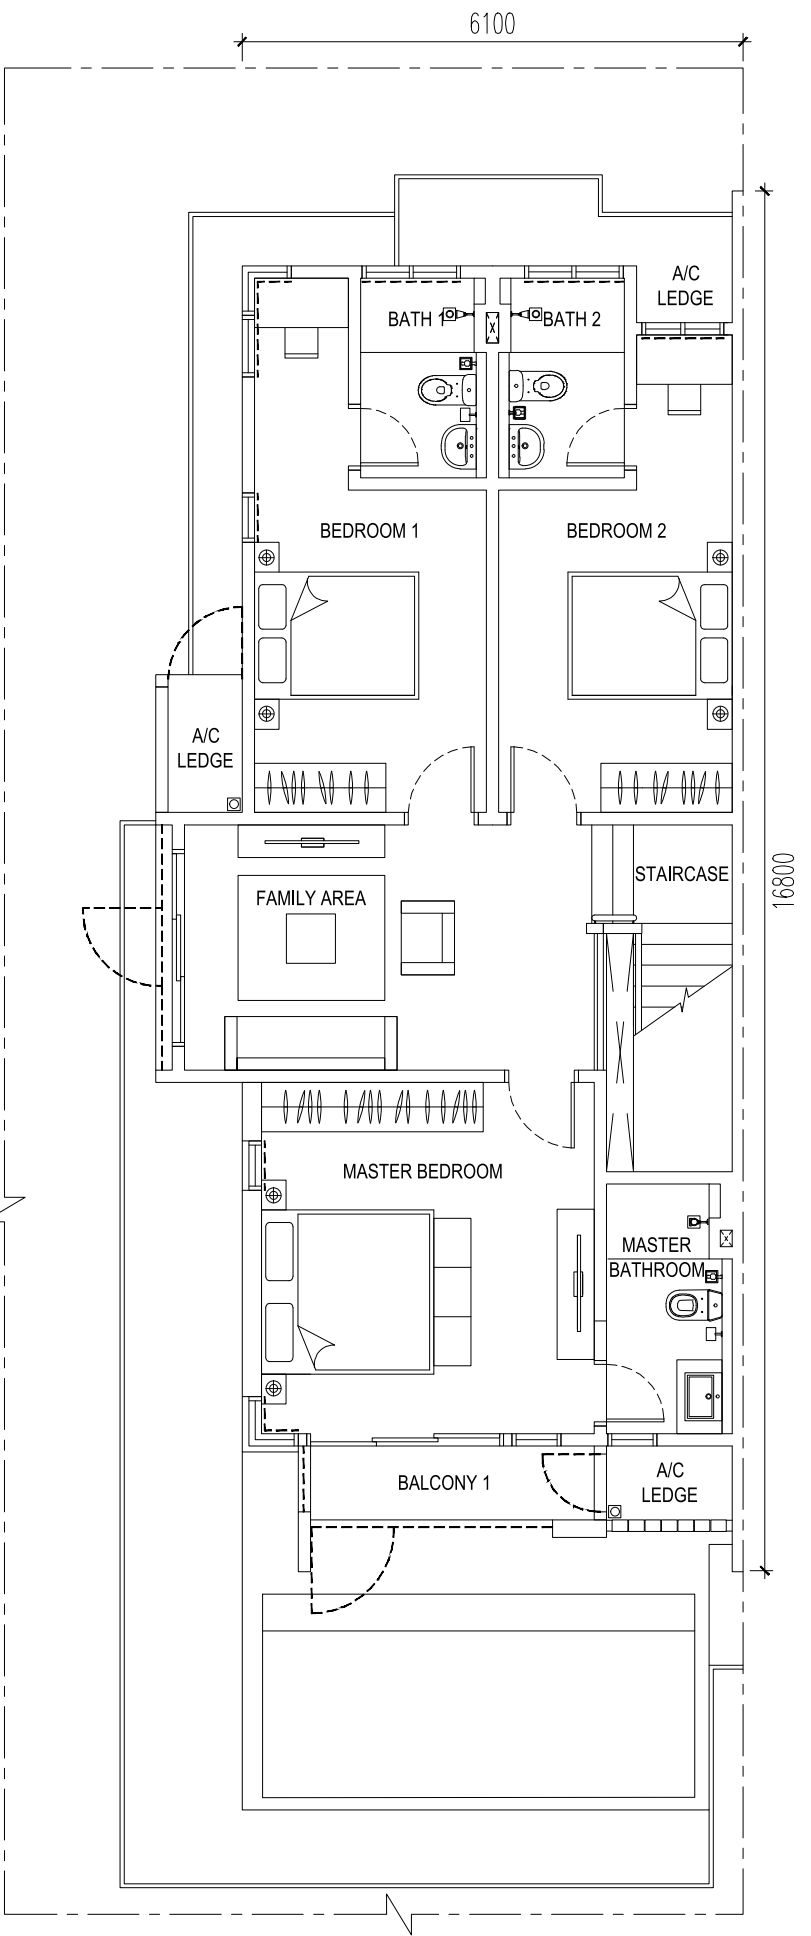 6100
A/C
LEDGE
BATH 1
BATH 2
BEDROOM 1
BEDROOM 2
A/C
LEDGE
16800
STAIRCASE
FAMILY AREA
MASTER BEDROOM
MASTER
BATHROOM
BALCONY 1
A/C
LEDGE